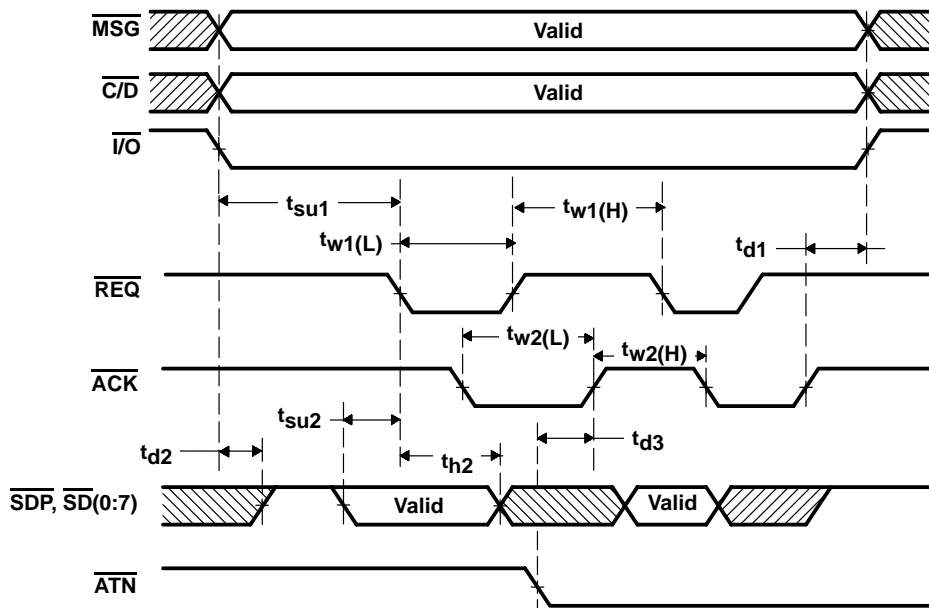 MSG
Valid
C/D
Valid
I/O
tsu1
tw1(H)
tw1(L)
td1
REQ
tw2(L)
tw2(H)
ACK
tsu2
td2
td3
th2
SDP, SD(0:7)
Valid
Valid
ATN